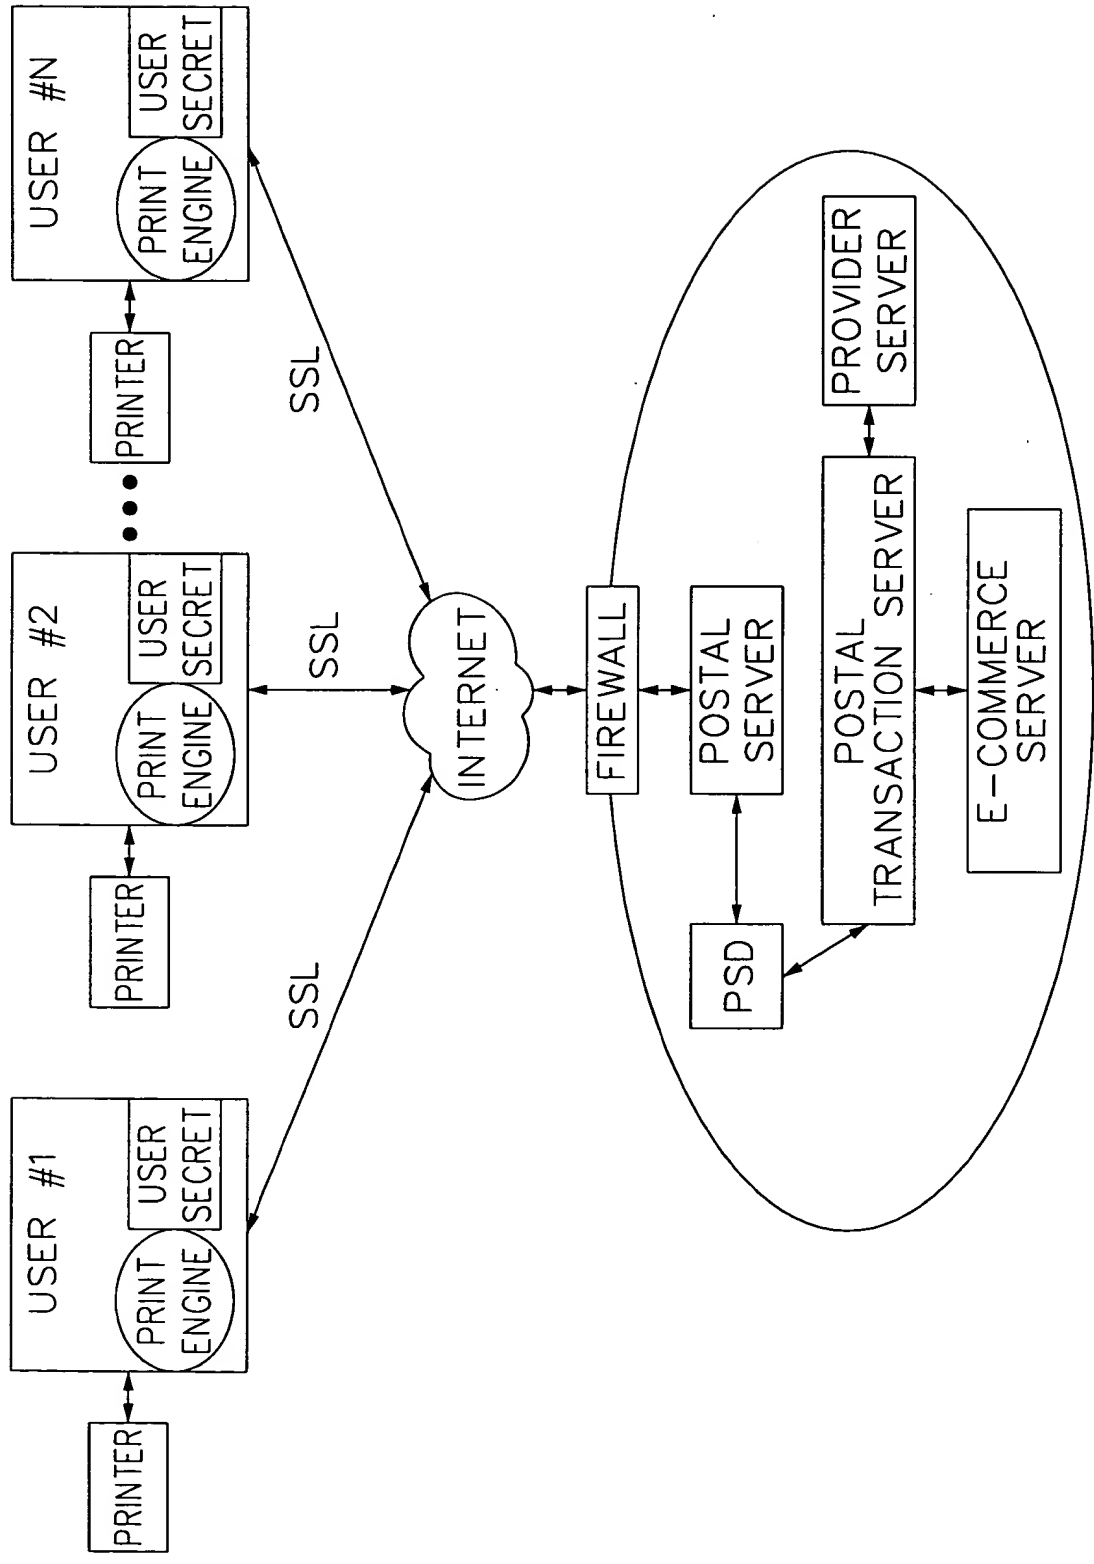 USER #1
PRINT
ENGINE
USER
SECRET
PRINTER
USER #2
PRINT
ENGINE
USER
SECRET
PRINTER
USER #N
PRINT
ENGINE
USER
SECRET
PRINTER
SSL
SSL
SSL
INTERNET
FIREWALL
PSD
POSTAL
SERVER
POSTAL
TRANSACTION SERVER
PROVIDER
SERVER
E-COMMERCE
SERVER